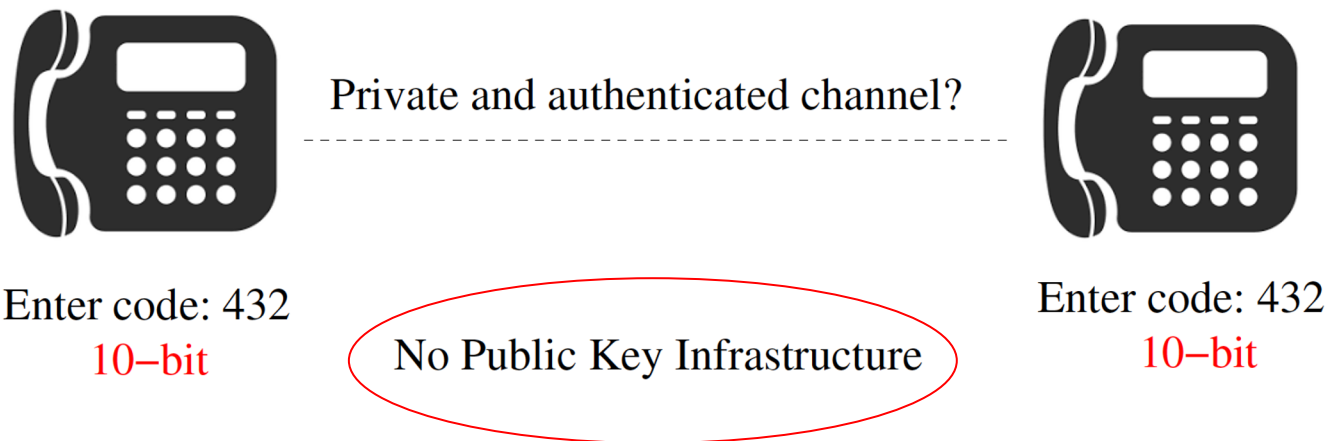 Private and authenticated channel?
Enter code: 432
10–bit
Enter code: 432
10–bit
No Public Key Infrastructure